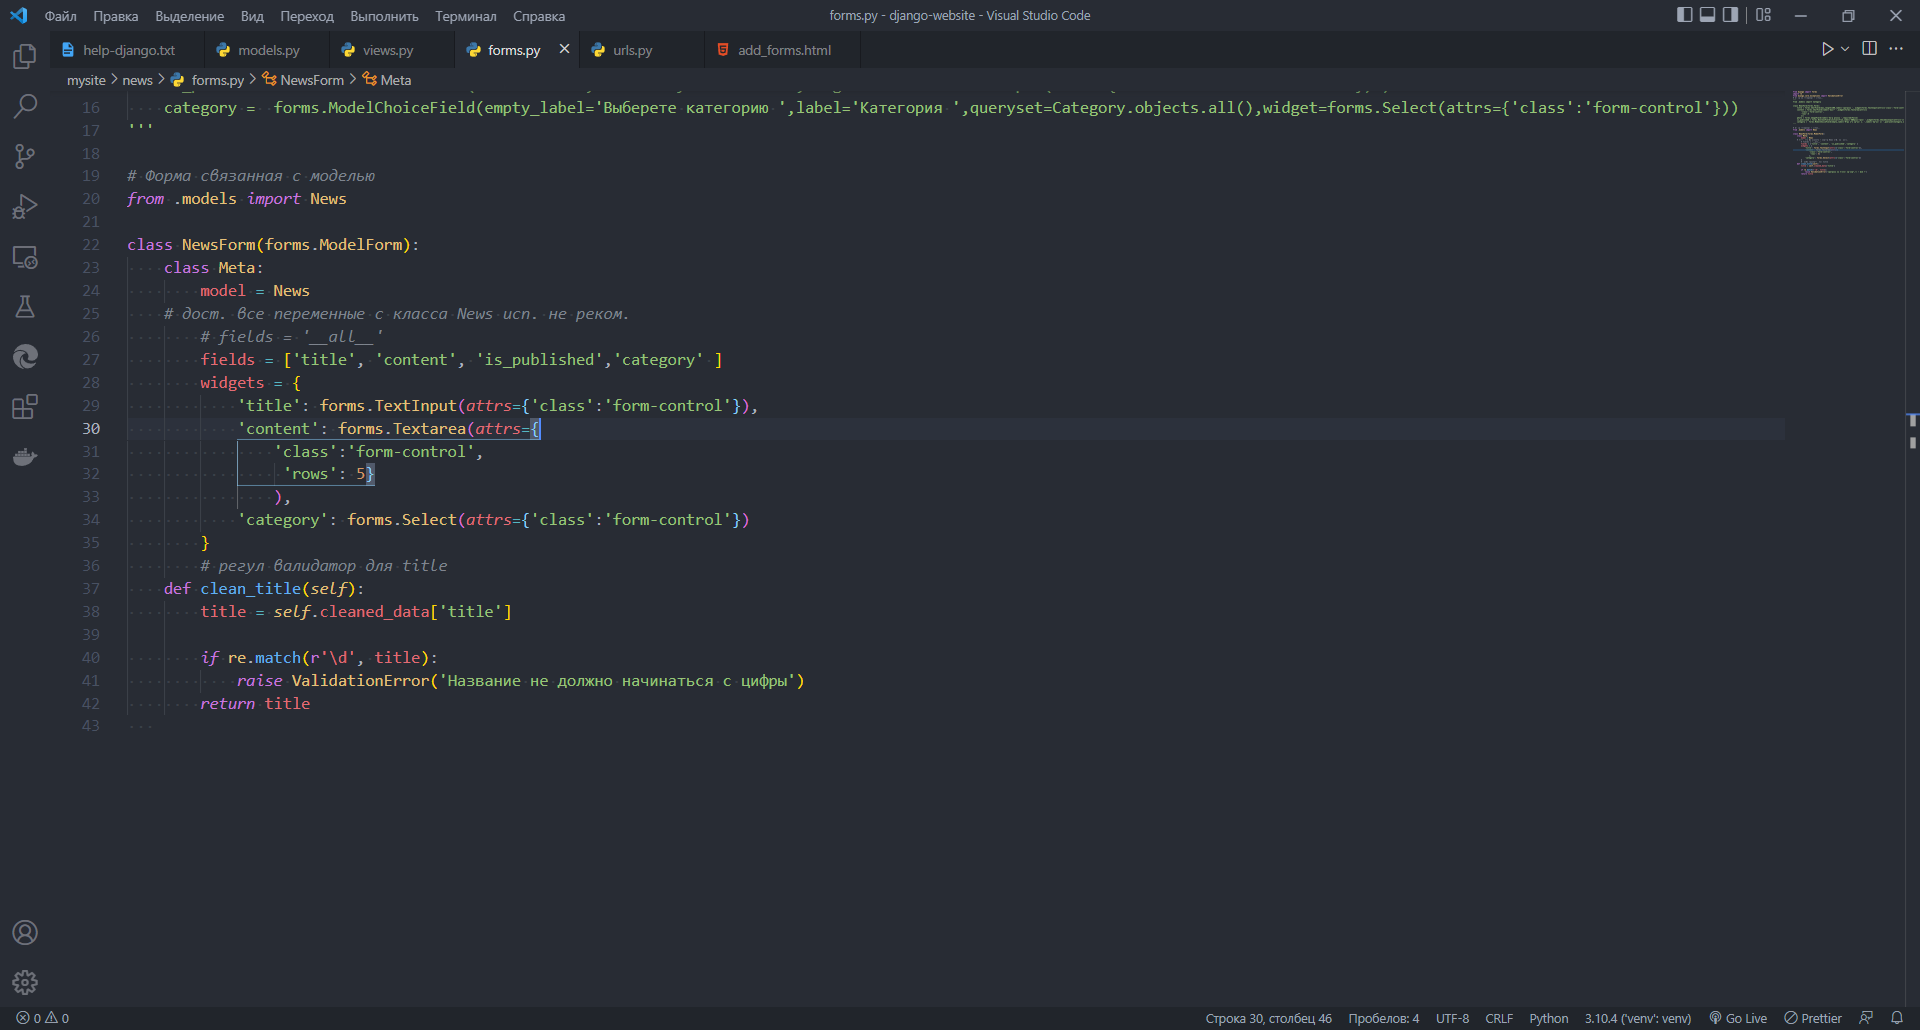 Файл Правка Выделение Вид Переход Выполнить Терминал Справка forms.py - django-website - Visual Studio Code
help-django.txt models.py views.py forms.py urls.py add_forms.html
mysite > news > forms.py > NewsForm > Meta
16 category = forms.ModelChoiceField(empty_label='Выберете категорию ',label='Категория ',queryset=Category.objects.all(),widget=forms.Select(attrs={'class':'form-control'}))
17 '''
18
19 # Форма связанная с моделью
20 from .models import News
21
22 class NewsForm(forms.ModelForm):
23 class Meta:
24 model = News
25 # дост. все переменные с класса News исп. не реком.
26 # fields = '__all__'
27 fields = ['title', 'content', 'is_published','category' ]
28 widgets = {
29 'title': forms.TextInput(attrs={'class':'form-control'}),
30 'content': forms.Textarea(attrs={
31 'class':'form-control',
32 'rows': 5}
33 ),
34 'category': forms.Select(attrs={'class':'form-control'})
35 }
36 # регул валидатор для title
37 def clean_title(self):
38 title = self.cleaned_data['title']
39
40 if re.match(r'\d', title):
41 raise ValidationError('Название не должно начинаться с цифры')
42 return title
43
0 0 Строка 30, столбец 46 Пробелов: 4 UTF-8 CRLF Python 3.10.4 ('venv': venv) Go Live Prettier